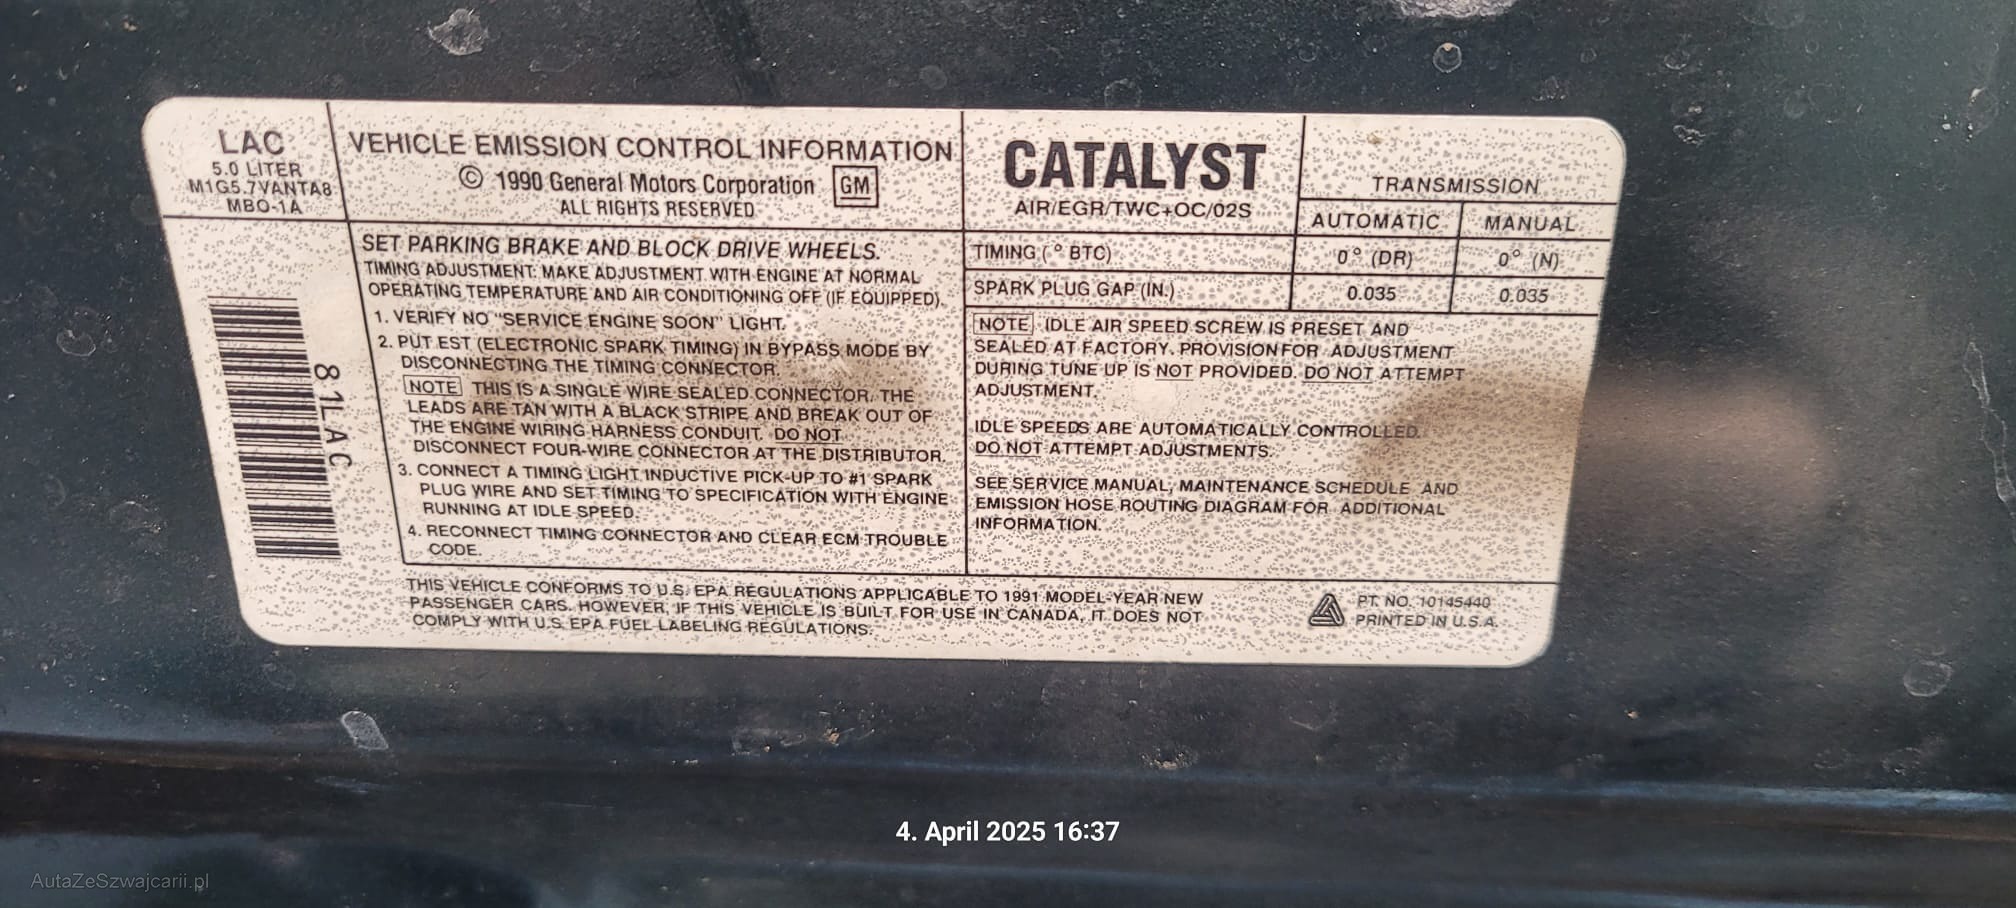 LAC
5.0 LITER
M1G5.7VANTA8
MBO-1A
VEHICLE EMISSION CONTROL INFORMATION
© 1990 General Motors Corporation GM
ALL RIGHTS RESERVED
CATALYST
AIR/EGR/TWC+OC/02S
TRANSMISSION
AUTOMATIC MANUAL
TIMING (° BTC) 0° (DR) 0° (N)
SPARK PLUG GAP (IN.) 0.035 0.035
81LAC
SET PARKING BRAKE AND BLOCK DRIVE WHEELS.
TIMING ADJUSTMENT: MAKE ADJUSTMENT WITH ENGINE AT NORMAL
OPERATING TEMPERATURE AND AIR CONDITIONING OFF (IF EQUIPPED).
1. VERIFY NO "SERVICE ENGINE SOON" LIGHT.
2. PUT EST (ELECTRONIC SPARK TIMING) IN BYPASS MODE BY
DISCONNECTING THE TIMING CONNECTOR.
NOTE THIS IS A SINGLE WIRE SEALED CONNECTOR. THE
LEADS ARE TAN WITH A BLACK STRIPE AND BREAK OUT OF
THE ENGINE WIRING HARNESS CONDUIT. DO NOT
DISCONNECT FOUR-WIRE CONNECTOR AT THE DISTRIBUTOR.
3. CONNECT A TIMING LIGHT INDUCTIVE PICK-UP TO #1 SPARK
PLUG WIRE AND SET TIMING TO SPECIFICATION WITH ENGINE
RUNNING AT IDLE SPEED.
4. RECONNECT TIMING CONNECTOR AND CLEAR ECM TROUBLE
CODE.
NOTE IDLE AIR SPEED SCREW IS PRESET AND
SEALED AT FACTORY. PROVISION FOR ADJUSTMENT
DURING TUNE UP IS NOT PROVIDED. DO NOT ATTEMPT
ADJUSTMENT.
IDLE SPEEDS ARE AUTOMATICALLY CONTROLLED.
DO NOT ATTEMPT ADJUSTMENTS.
SEE SERVICE MANUAL, MAINTENANCE SCHEDULE AND
EMISSION HOSE ROUTING DIAGRAM FOR ADDITIONAL
INFORMATION.
THIS VEHICLE CONFORMS TO U.S. EPA REGULATIONS APPLICABLE TO 1991 MODEL-YEAR NEW
PASSENGER CARS. HOWEVER, IF THIS VEHICLE IS BUILT FOR USE IN CANADA, IT DOES NOT
COMPLY WITH U.S. EPA FUEL LABELING REGULATIONS.
PT. NO. 10145440
PRINTED IN U.S.A.
4. April 2025 16:37
AutaZeSzwajcarii.pl